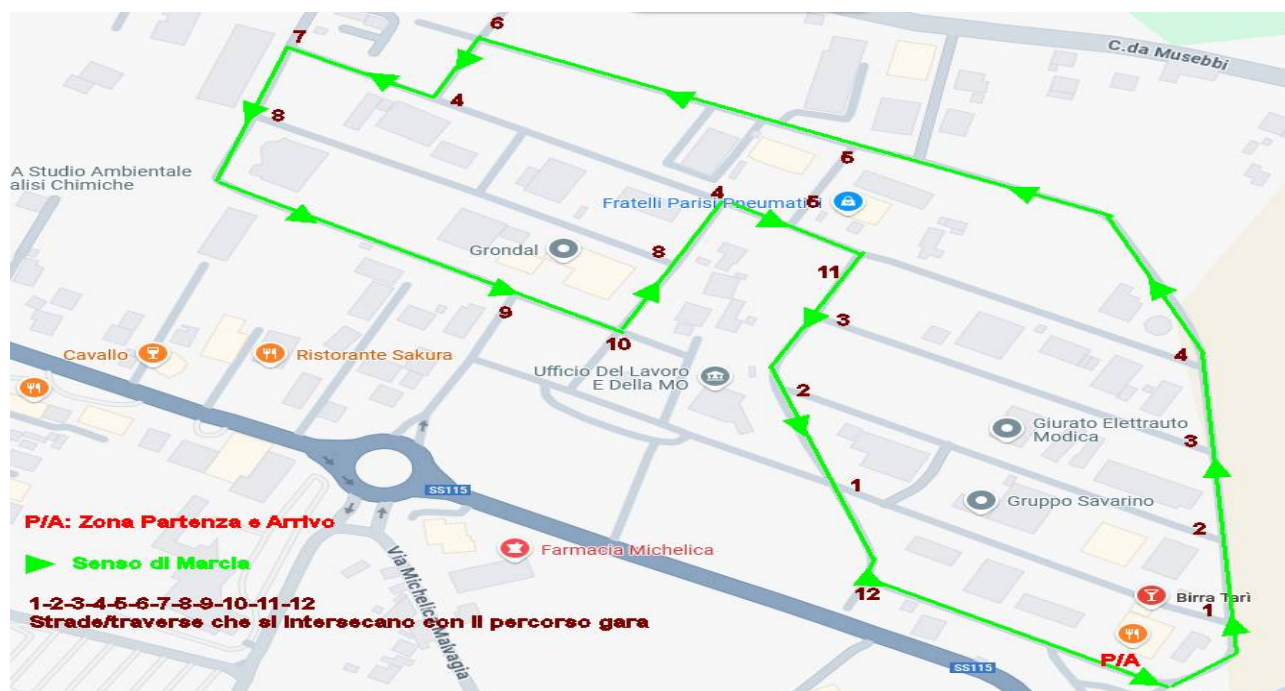 6
7
C.da Musebbi
4
8
5
A Studio Ambientale
alisi Chimiche
4
Fratelli Parisi Pneumatici
5
Grondal
8
11
9
3
10
Cavallo
Ristorante Sakura
4
Ufficio Del Lavoro
E Della MO
2
Giurato Elettrauto
Modica
3
1
SS115
Gruppo Savarino
2
P/A: Zona Partenza e Arrivo
Farmacia Michelica
Senso di Marcia
Via Michelica Malvagia
12
Birra Tarì
1
1-2-3-4-5-6-7-8-9-10-11-12
Strade/traverse che si intersecano con il percorso gara
P/A
SS115